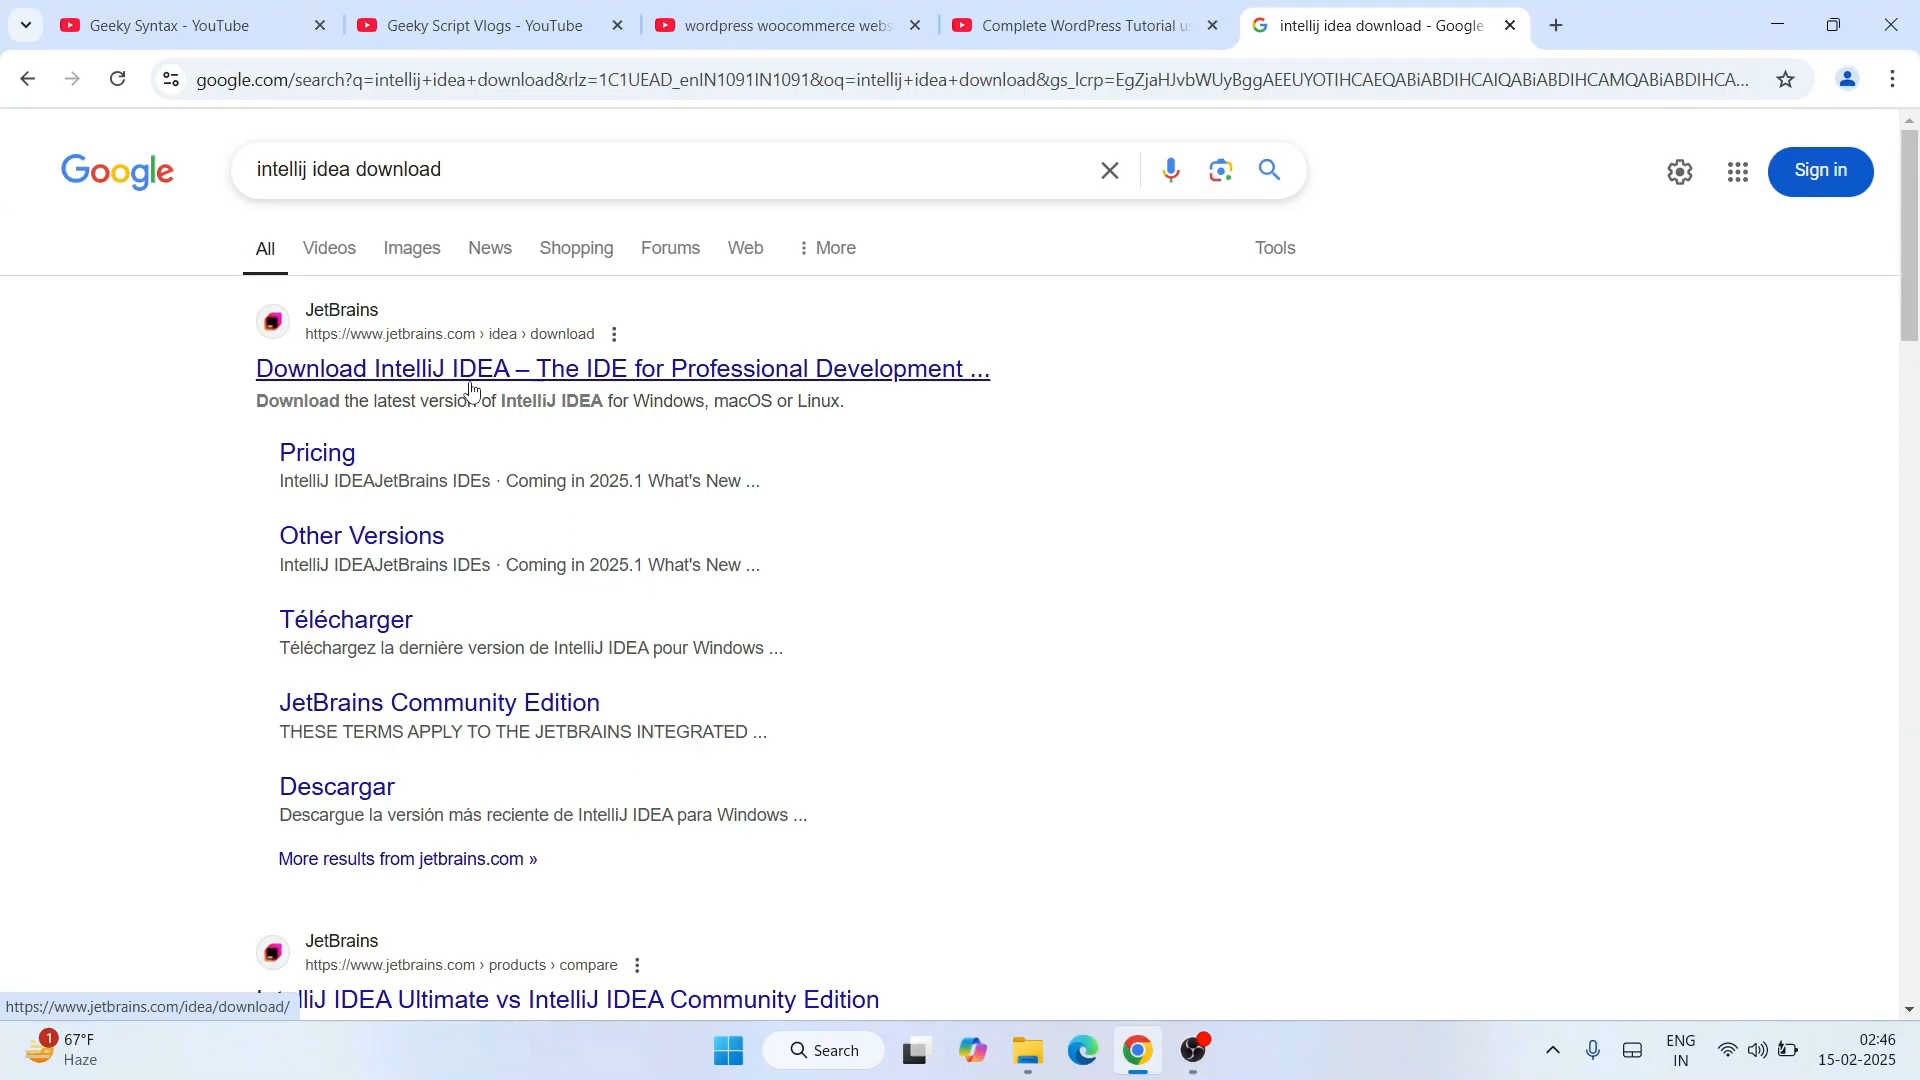 Geeky Syntax - YouTube
Geeky Script Vlogs - YouTube
wordpress woocommerce webs
Complete WordPress Tutorial u
intellij idea download - Google
google.com/search?q=intellij+idea+download&rlz=1C1UEAD_enIN1091IN1091&oq=intellij+idea+download&gs_lcrp=EgZjaHJvbWUyBggAEEUYOTIHCAEQABiABDIHCAIQABiABDIHCAMQABiABDIHCA...
Google
intellij idea download
Sign in
All Videos Images News Shopping Forums Web More Tools
JetBrains
https://www.jetbrains.com › idea › download
Download IntelliJ IDEA – The IDE for Professional Development ...
Download the latest version of IntelliJ IDEA for Windows, macOS or Linux.
Pricing
IntelliJ IDEAJetBrains IDEs · Coming in 2025.1 What's New ...
Other Versions
IntelliJ IDEAJetBrains IDEs · Coming in 2025.1 What's New ...
Télécharger
Téléchargez la dernière version de IntelliJ IDEA pour Windows ...
JetBrains Community Edition
THESE TERMS APPLY TO THE JETBRAINS INTEGRATED ...
Descargar
Descargue la versión más reciente de IntelliJ IDEA para Windows ...
More results from jetbrains.com »
JetBrains
https://www.jetbrains.com › products › compare
IDEA Ultimate vs IntelliJ IDEA Community Edition
https://www.jetbrains.com/idea/download/
1
67°F
Haze
Search
ENG
IN
02:46
15-02-2025